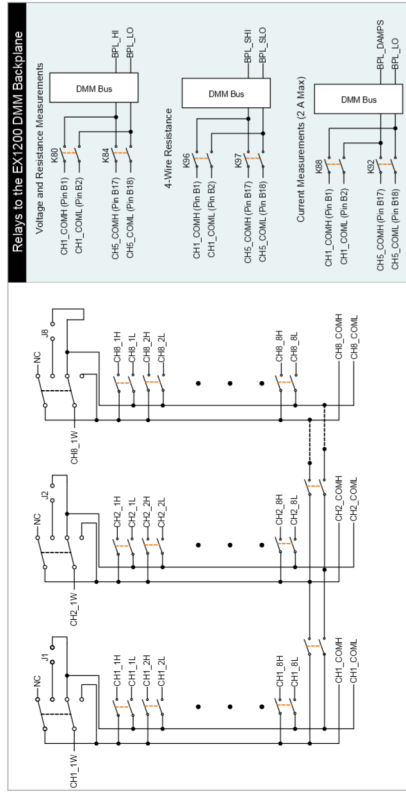 Relays to the EX1200 DMM Backplane
Voltage and Resistance Measurements
K80
CH1_COMH (Pin B1)
CH1_COML (Pin B2)
K84
CH5_COMH (Pin B17)
CH5_COML (Pin B18)
DMM Bus
BPL_HI
BPL_LO
4-Wire Resistance
K96
CH1_COMH (Pin B1)
CH1_COML (Pin B2)
K97
CH5_COMH (Pin B17)
CH5_COML (Pin B18)
DMM Bus
BPL_SHI
BPL_SLO
Current Measurements (2 A Max)
K88
CH1_COMH (Pin B1)
CH1_COML (Pin B2)
K92
CH5_COMH (Pin B17)
CH5_COML (Pin B18)
DMM Bus
BPL_DAMPS
BPL_LO
CH1_1W
NC
J1
CH1_1H
CH1_1L
CH1_2H
CH1_2L
CH1_8H
CH1_8L
CH1_COMH
CH1_COML
CH2_1W
NC
J2
CH2_1H
CH2_1L
CH2_2H
CH2_2L
CH2_8H
CH2_8L
CH2_COMH
CH2_COML
CH8_1W
NC
J8
CH8_1H
CH8_1L
CH8_2H
CH8_2L
CH8_8H
CH8_8L
CH8_COMH
CH8_COML